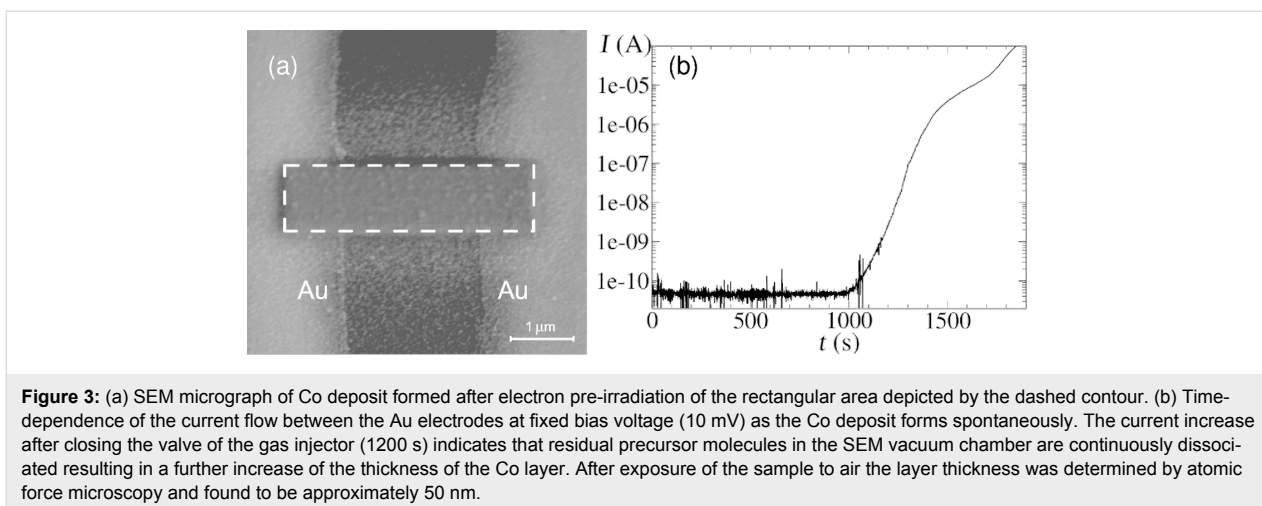 (a)
Au
Au
1 μm
I (A)
(b)
1e-05
1e-06
1e-07
1e-08
1e-09
1e-10
0
500
1000
1500
t (s)
Figure 3: (a) SEM micrograph of Co deposit formed after electron pre-irradiation of the rectangular area depicted by the dashed contour. (b) Time-
dependence of the current flow between the Au electrodes at fixed bias voltage (10 mV) as the Co deposit forms spontaneously. The current increase
after closing the valve of the gas injector (1200 s) indicates that residual precursor molecules in the SEM vacuum chamber are continuously dissoci-
ated resulting in a further increase of the thickness of the Co layer. After exposure of the sample to air the layer thickness was determined by atomic
force microscopy and found to be approximately 50 nm.